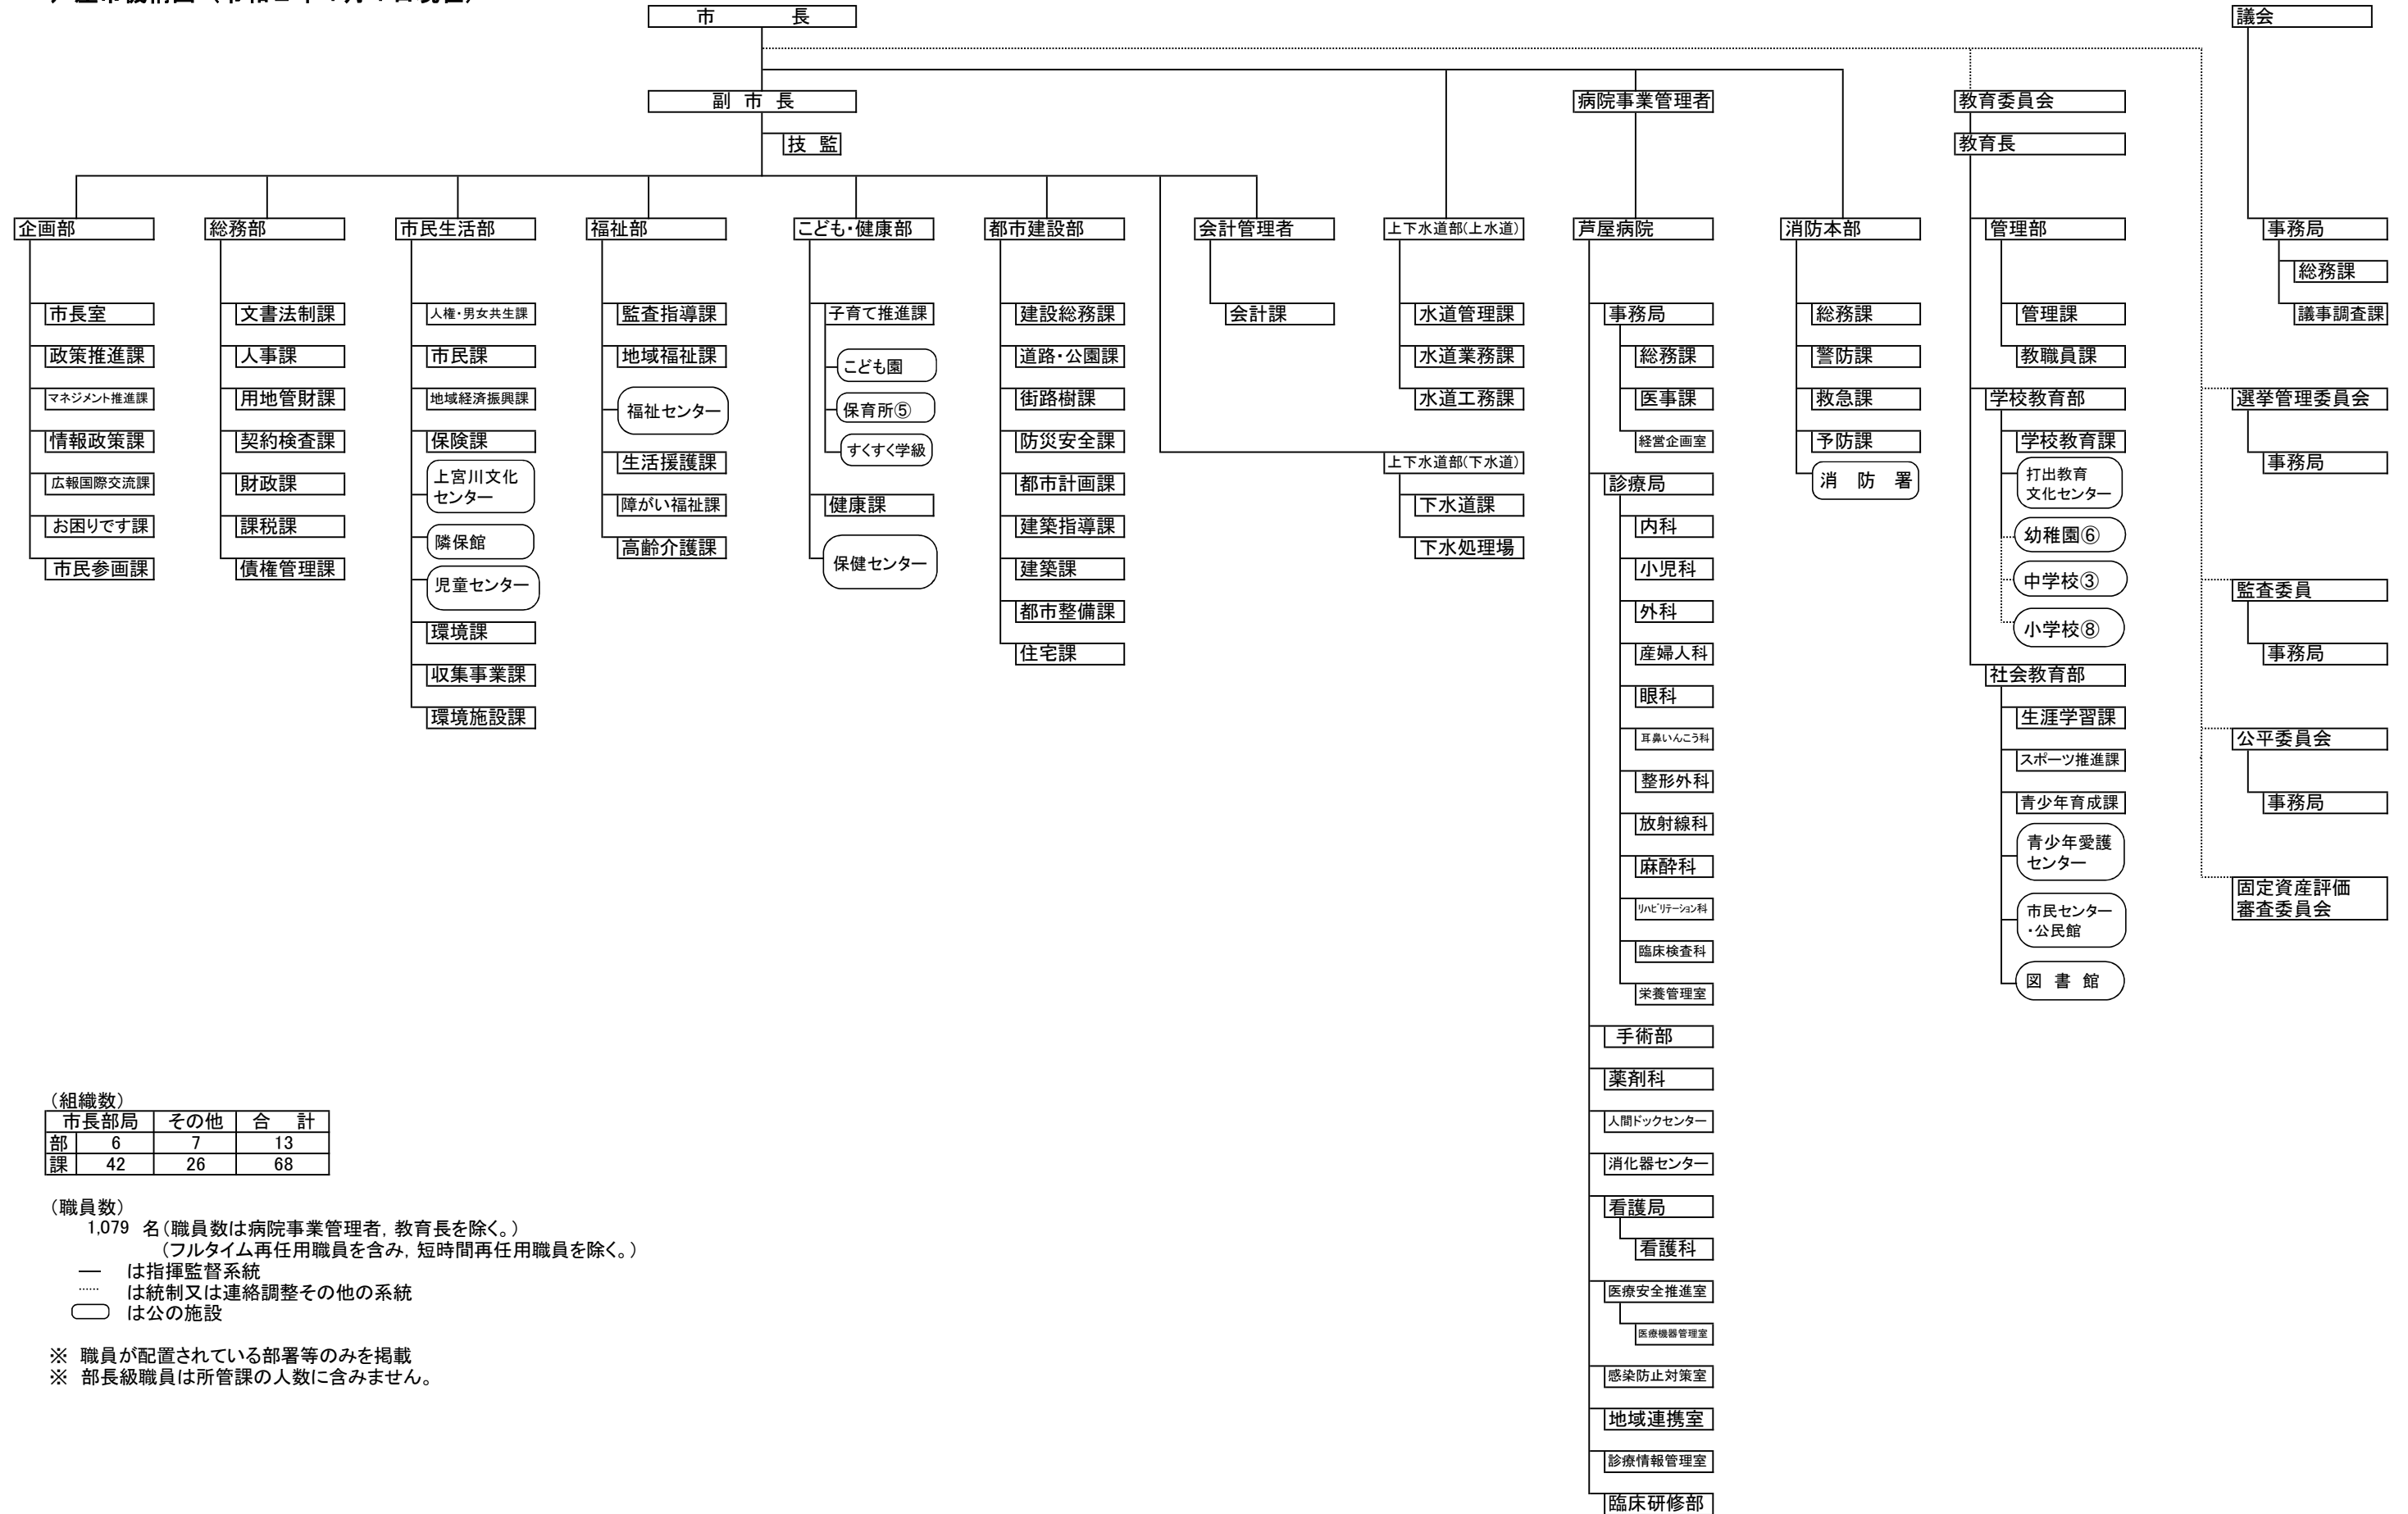 市 長
議会
副 市 長
病院事業管理者
教育委員会
技 監
教育長
企画部
総務部
市民生活部
福祉部
こども・健康部
都市建設部
会計管理者
上下水道部(上水道)
芦屋病院
消防本部
管理部
事務局
総務課
議事調査課
市長室
政策推進課
マネジメント推進課
情報政策課
広報国際交流課
お困りです課
市民参画課
文書法制課
人事課
用地管財課
契約検査課
財政課
課税課
債権管理課
人権・男女共生課
市民課
地域経済振興課
保険課
上宮川文化
センター
隣保館
児童センター
環境課
収集事業課
環境施設課
監査指導課
地域福祉課
福祉センター
生活援護課
障がい福祉課
高齢介護課
子育て推進課
こども園
保育所⑤
すくすく学級
健康課
保健センター
建設総務課
道路・公園課
街路樹課
防災安全課
都市計画課
建築指導課
建築課
都市整備課
住宅課
会計課
水道管理課
水道業務課
水道工務課
上下水道部(下水道)
下水道課
下水処理場
事務局
総務課
医事課
経営企画室
診療局
内科
小児科
外科
産婦人科
眼科
耳鼻いんこう科
整形外科
放射線科
麻酔科
リハビリテーション科
臨床検査科
栄養管理室
手術部
薬剤科
人間ドックセンター
消化器センター
看護局
看護科
医療安全推進室
医療機器管理室
感染防止対策室
地域連携室
診療情報管理室
臨床研修部
総務課
警防課
救急課
予防課
消 防 署
管理課
教職員課
学校教育部
学校教育課
打出教育
文化センター
幼稚園⑥
中学校③
小学校⑧
社会教育部
生涯学習課
スポーツ推進課
青少年育成課
青少年愛護
センター
市民センター
・公民館
図 書 館
選挙管理委員会
事務局
監査委員
事務局
公平委員会
事務局
固定資産評価
審査委員会
(組織数)
市長部局 その他 合 計
部 6 7 13
課 42 26 68
(職員数)
1,079 名(職員数は病院事業管理者,教育長を除く。)
(フルタイム再任用職員を含み,短時間再任用職員を除く。)
― は指揮監督系統
…… は統制又は連絡調整その他の系統
は公の施設
※ 職員が配置されている部署等のみを掲載
※ 部長級職員は所管課の人数に含みません。